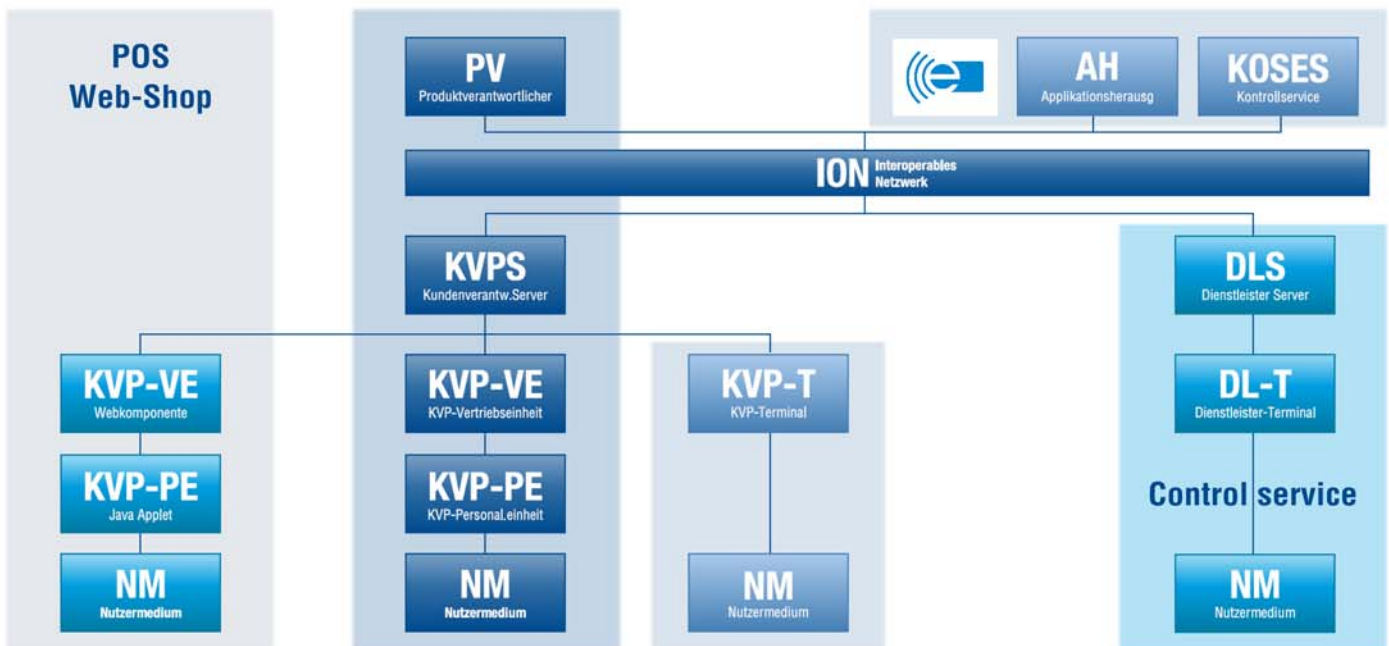 POS
Web-Shop
PV
Produktverantwortlicher
e
AH
Applikationsherausg
KOSES
Kontrollservice
ION Interoperables
Netzwerk
KVPS
Kundenverantw.Server
DLS
Dienstleister Server
KVP-VE
Webkomponente
KVP-VE
KVP-Vertriebseinheit
KVP-T
KVP-Terminal
DL-T
Dienstleister-Terminal
KVP-PE
Java Applet
KVP-PE
KVP-Personal.einheit
Control service
NM
Nutzermedium
NM
Nutzermedium
NM
Nutzermedium
NM
Nutzermedium